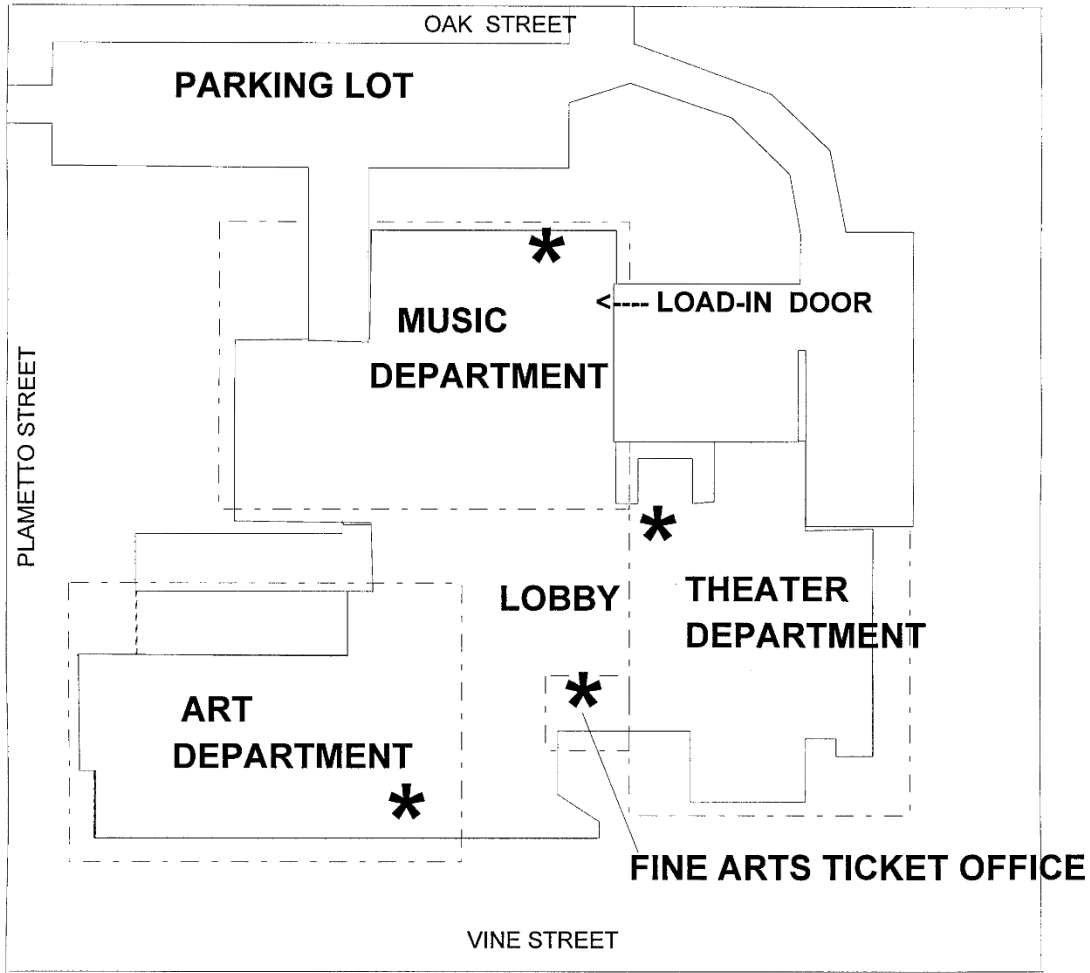 OAK STREET
PARKING LOT
*
<---- LOAD-IN DOOR
MUSIC
DEPARTMENT
PLAMETTO STREET
*
LOBBY
THEATER
DEPARTMENT
*
ART
DEPARTMENT
*
FINE ARTS TICKET OFFICE
VINE STREET